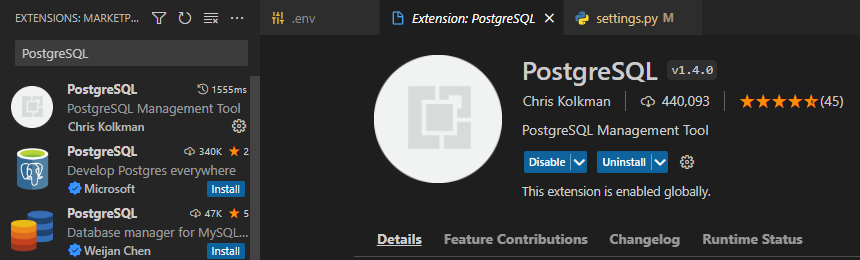 EXTENSIONS: MARKETP...
PostgreSQL
PostgreSQL 1555ms
PostgreSQL Management Tool
Chris Kolkman
PostgreSQL 340K 2
Develop Postgres everywhere
Microsoft Install
PostgreSQL 47K 5
Database manager for MySQL...
Weijan Chen Install
.env Extension: PostgreSQL settings.py M
PostgreSQL v1.4.0
Chris Kolkman 440,093 (45)
PostgreSQL Management Tool
Disable Uninstall
This extension is enabled globally.
Details Feature Contributions Changelog Runtime Status